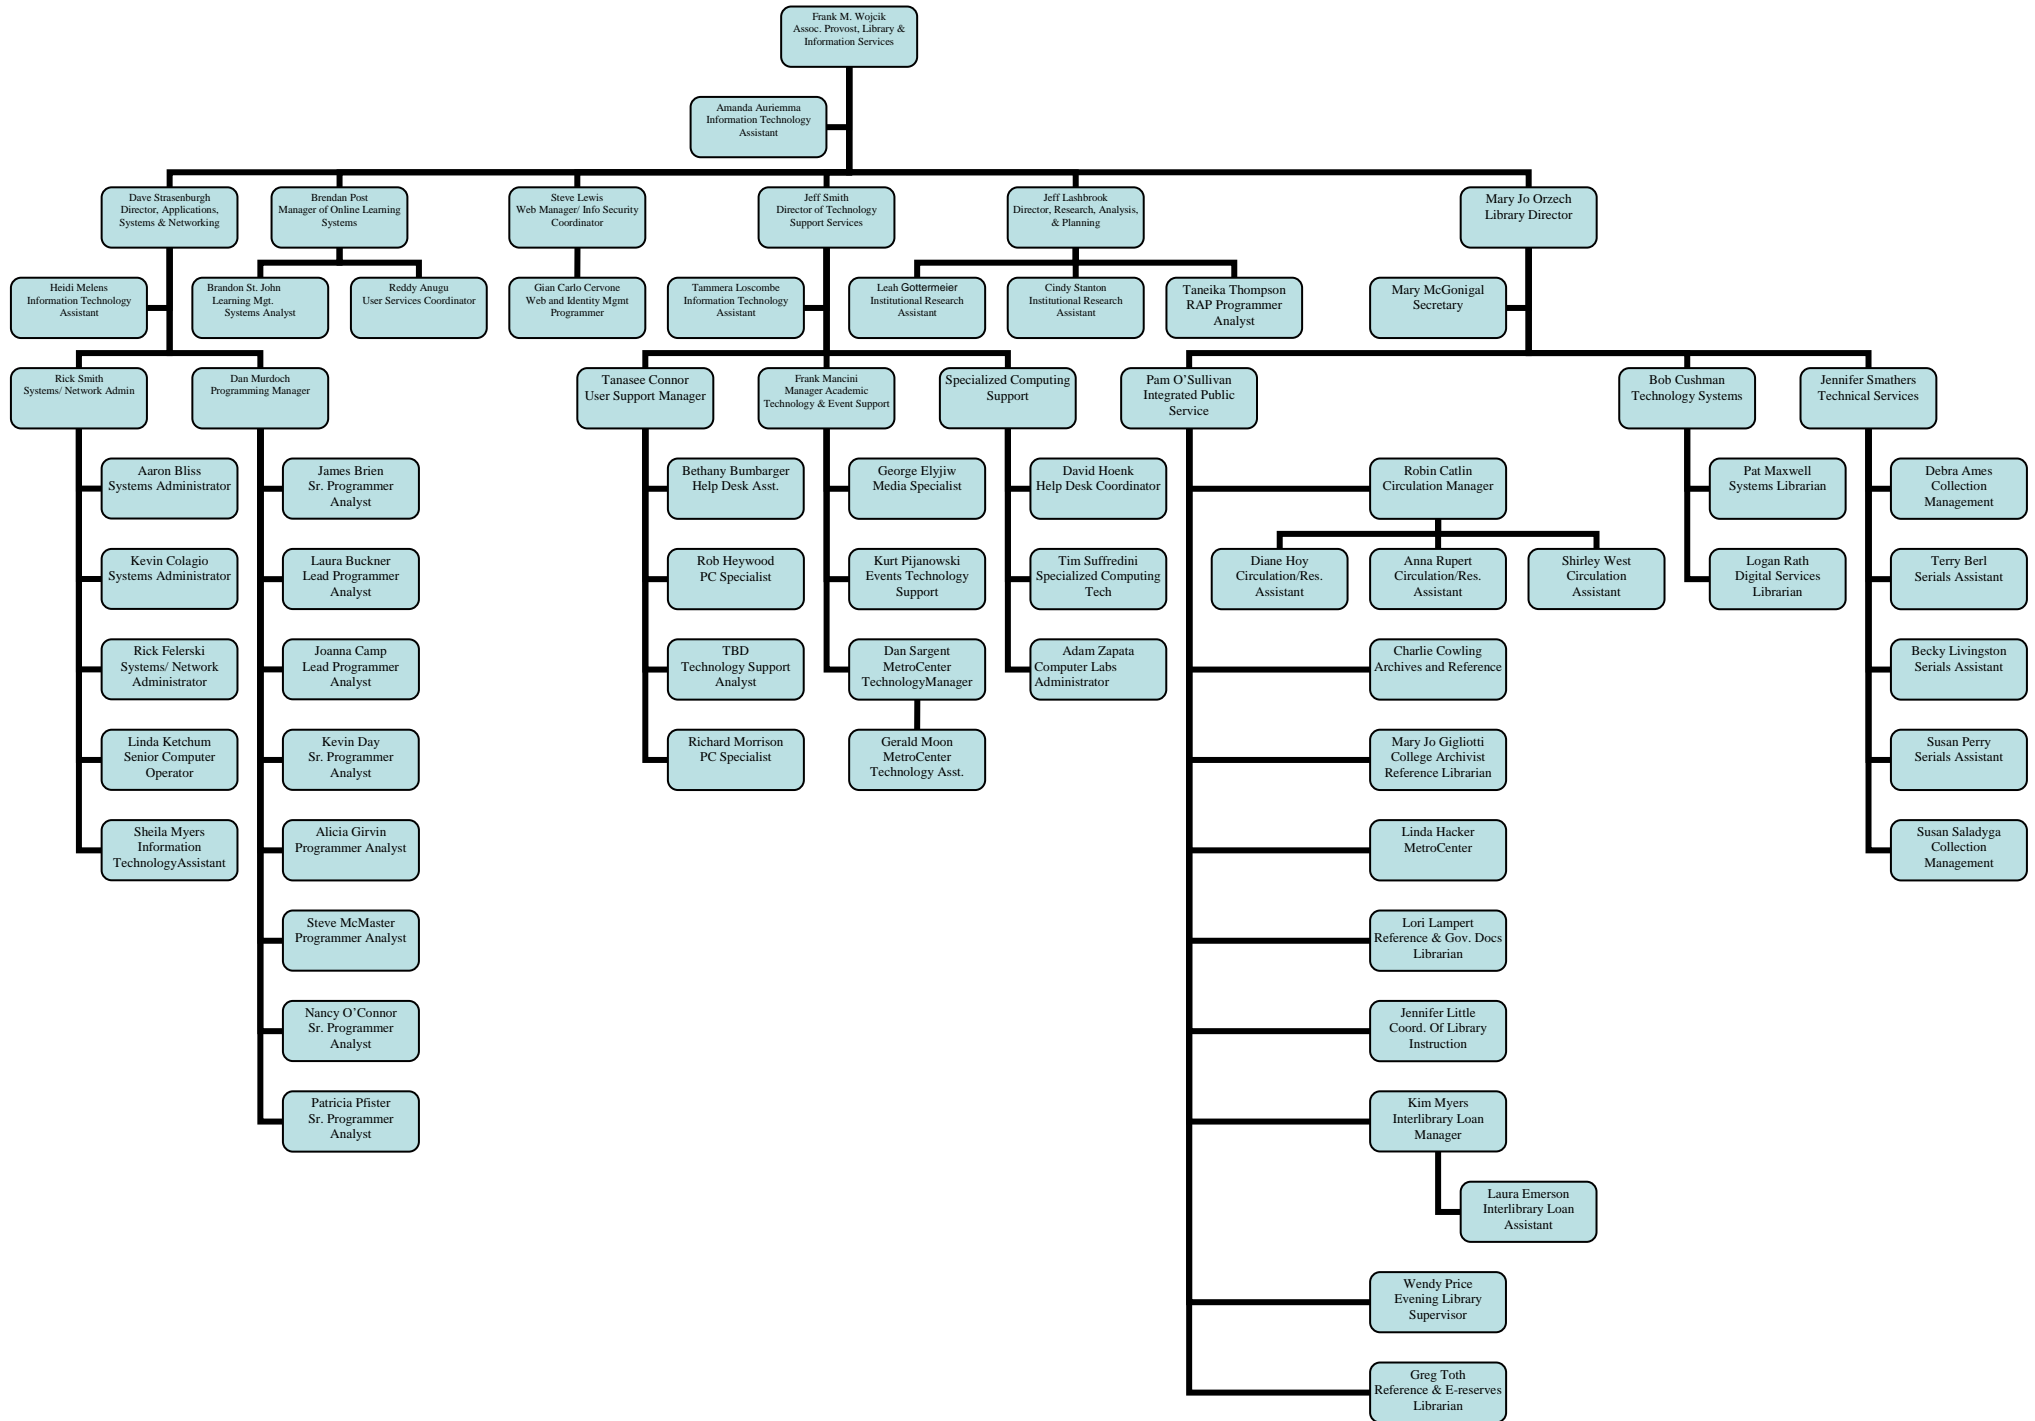 Frank M. Wojcik
Assoc. Provost, Library &
Information Services
Amanda Auriemma
Information Technology
Assistant
Dave Strasenburgh
Director, Applications,
Systems & Networking
Brendan Post
Manager of Online Learning
Systems
Steve Lewis
Web Manager/ Info Security
Coordinator
Jeff Smith
Director of Technology
Support Services
Jeff Lashbrook
Director, Research, Analysis,
& Planning
Mary Jo Orzech
Library Director
Heidi Melens
Information Technology
Assistant
Brandon St. John
Learning Mgt.
Systems Analyst
Reddy Anugu
User Services Coordinator
Gian Carlo Cervone
Web and Identity Mgmt
Programmer
Tammera Loscombe
Information Technology
Assistant
Leah Gottermeier
Institutional Research
Assistant
Cindy Stanton
Institutional Research
Assistant
Taneika Thompson
RAP Programmer
Analyst
Mary McGonigal
Secretary
Rick Smith
Systems/ Network Admin
Dan Murdoch
Programming Manager
Tanasee Connor
User Support Manager
Frank Mancini
Manager Academic
Technology & Event Support
Specialized Computing
Support
Pam O’Sullivan
Integrated Public
Service
Bob Cushman
Technology Systems
Jennifer Smathers
Technical Services
Aaron Bliss
Systems Administrator
James Brien
Sr. Programmer
Analyst
Bethany Bumbarger
Help Desk Asst.
George Elyjiw
Media Specialist
David Hoenk
Help Desk Coordinator
Robin Catlin
Circulation Manager
Pat Maxwell
Systems Librarian
Debra Ames
Collection
Management
Kevin Colagio
Systems Administrator
Laura Buckner
Lead Programmer
Analyst
Rob Heywood
PC Specialist
Kurt Pijanowski
Events Technology
Support
Tim Suffredini
Specialized Computing
Tech
Diane Hoy
Circulation/Res.
Assistant
Anna Rupert
Circulation/Res.
Assistant
Shirley West
Circulation
Assistant
Logan Rath
Digital Services
Librarian
Terry Berl
Serials Assistant
Rick Felerski
Systems/ Network
Administrator
Joanna Camp
Lead Programmer
Analyst
TBD
Technology Support
Analyst
Dan Sargent
MetroCenter
TechnologyManager
Adam Zapata
Computer Labs
Administrator
Charlie Cowling
Archives and Reference
Becky Livingston
Serials Assistant
Linda Ketchum
Senior Computer
Operator
Kevin Day
Sr. Programmer
Analyst
Richard Morrison
PC Specialist
Gerald Moon
MetroCenter
Technology Asst.
Mary Jo Gigliotti
College Archivist
Reference Librarian
Susan Perry
Serials Assistant
Sheila Myers
Information
TechnologyAssistant
Alicia Girvin
Programmer Analyst
Linda Hacker
MetroCenter
Susan Saladyga
Collection
Management
Steve McMaster
Programmer Analyst
Lori Lampert
Reference & Gov. Docs
Librarian
Nancy O’Connor
Sr. Programmer
Analyst
Jennifer Little
Coord. Of Library
Instruction
Patricia Pfister
Sr. Programmer
Analyst
Kim Myers
Interlibrary Loan
Manager
Laura Emerson
Interlibrary Loan
Assistant
Wendy Price
Evening Library
Supervisor
Greg Toth
Reference & E-reserves
Librarian